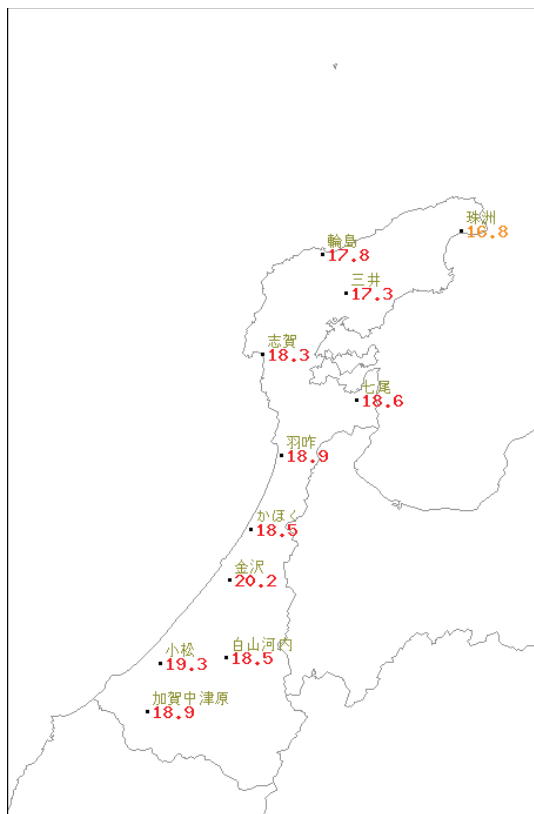 珠洲
16.8
輪島
17.8
三井
17.3
志賀
18.3
七尾
18.6
羽咋
18.9
かほく
18.5
金沢
20.2
白山河内
18.5
小松
19.3
加賀中津原
18.9